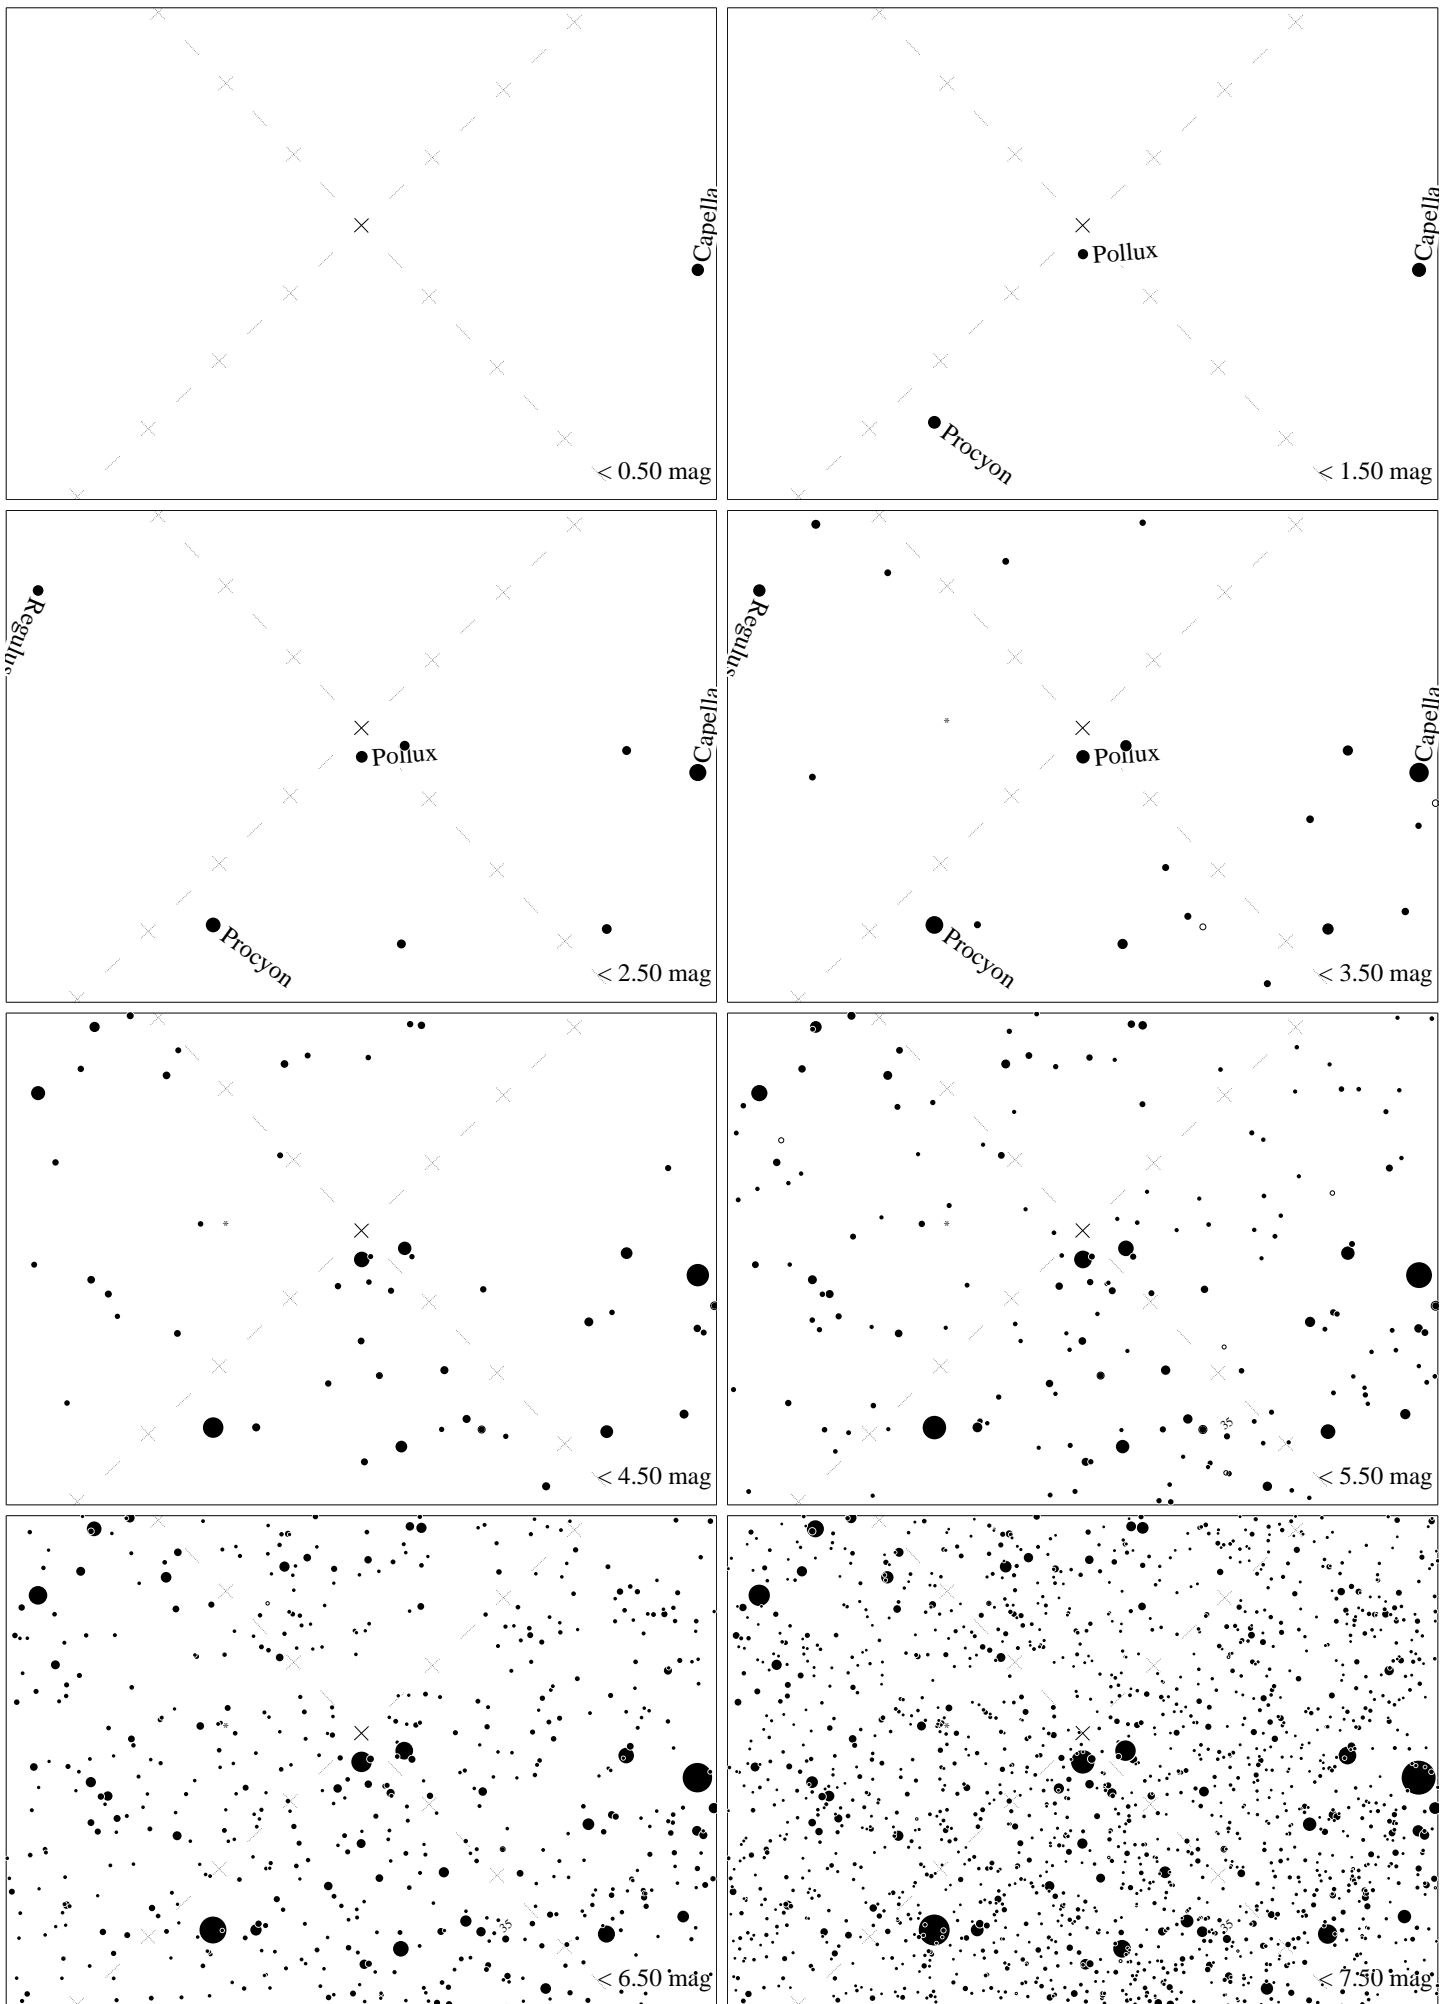 Capella
< 0.50 mag
Pollux
Capella
Procyon
< 1.50 mag
Regulus
Pollux
Capella
Procyon
< 2.50 mag
Regulus
Pollux
Capella
Procyon
< 3.50 mag
< 4.50 mag
35
< 5.50 mag
35
< 6.50 mag
35
< 7.50 mag